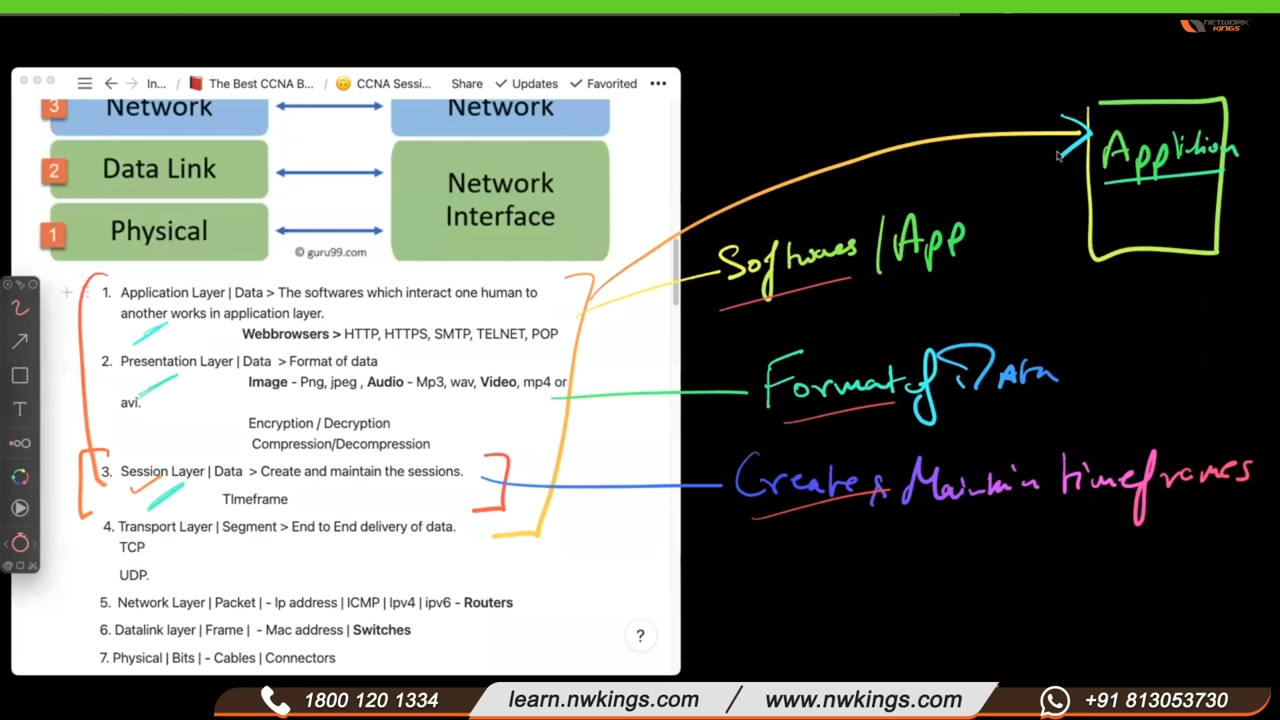 NETWORK
KINGS
In... / The Best CCNA B... / CCNA Sessi... Share Updates Favorited •••
3 Network Network
2 Data Link
Network
Interface
1 Physical
© guru99.com
1. Application Layer | Data > The softwares which interact one human to
another works in application layer.
Webbrowsers > HTTP, HTTPS, SMTP, TELNET, POP
2. Presentation Layer | Data > Format of data
Image - Png, jpeg , Audio - Mp3, wav, Video, mp4 or
avi.
Encryption / Decryption
Compression/Decompression
3. Session Layer | Data > Create and maintain the sessions.
TImeframe
4. Transport Layer | Segment > End to End delivery of data.
TCP
UDP.
5. Network Layer | Packet | - Ip address | ICMP | Ipv4 | ipv6 - Routers
6. Datalink layer | Frame | - Mac address | Switches
7. Physical | Bits | - Cables | Connectors
?
T
Softwares / App
Format of Data
Create & Maintain timeframes
1800 120 1334 learn.nwkings.com / www.nwkings.com +91 813053730